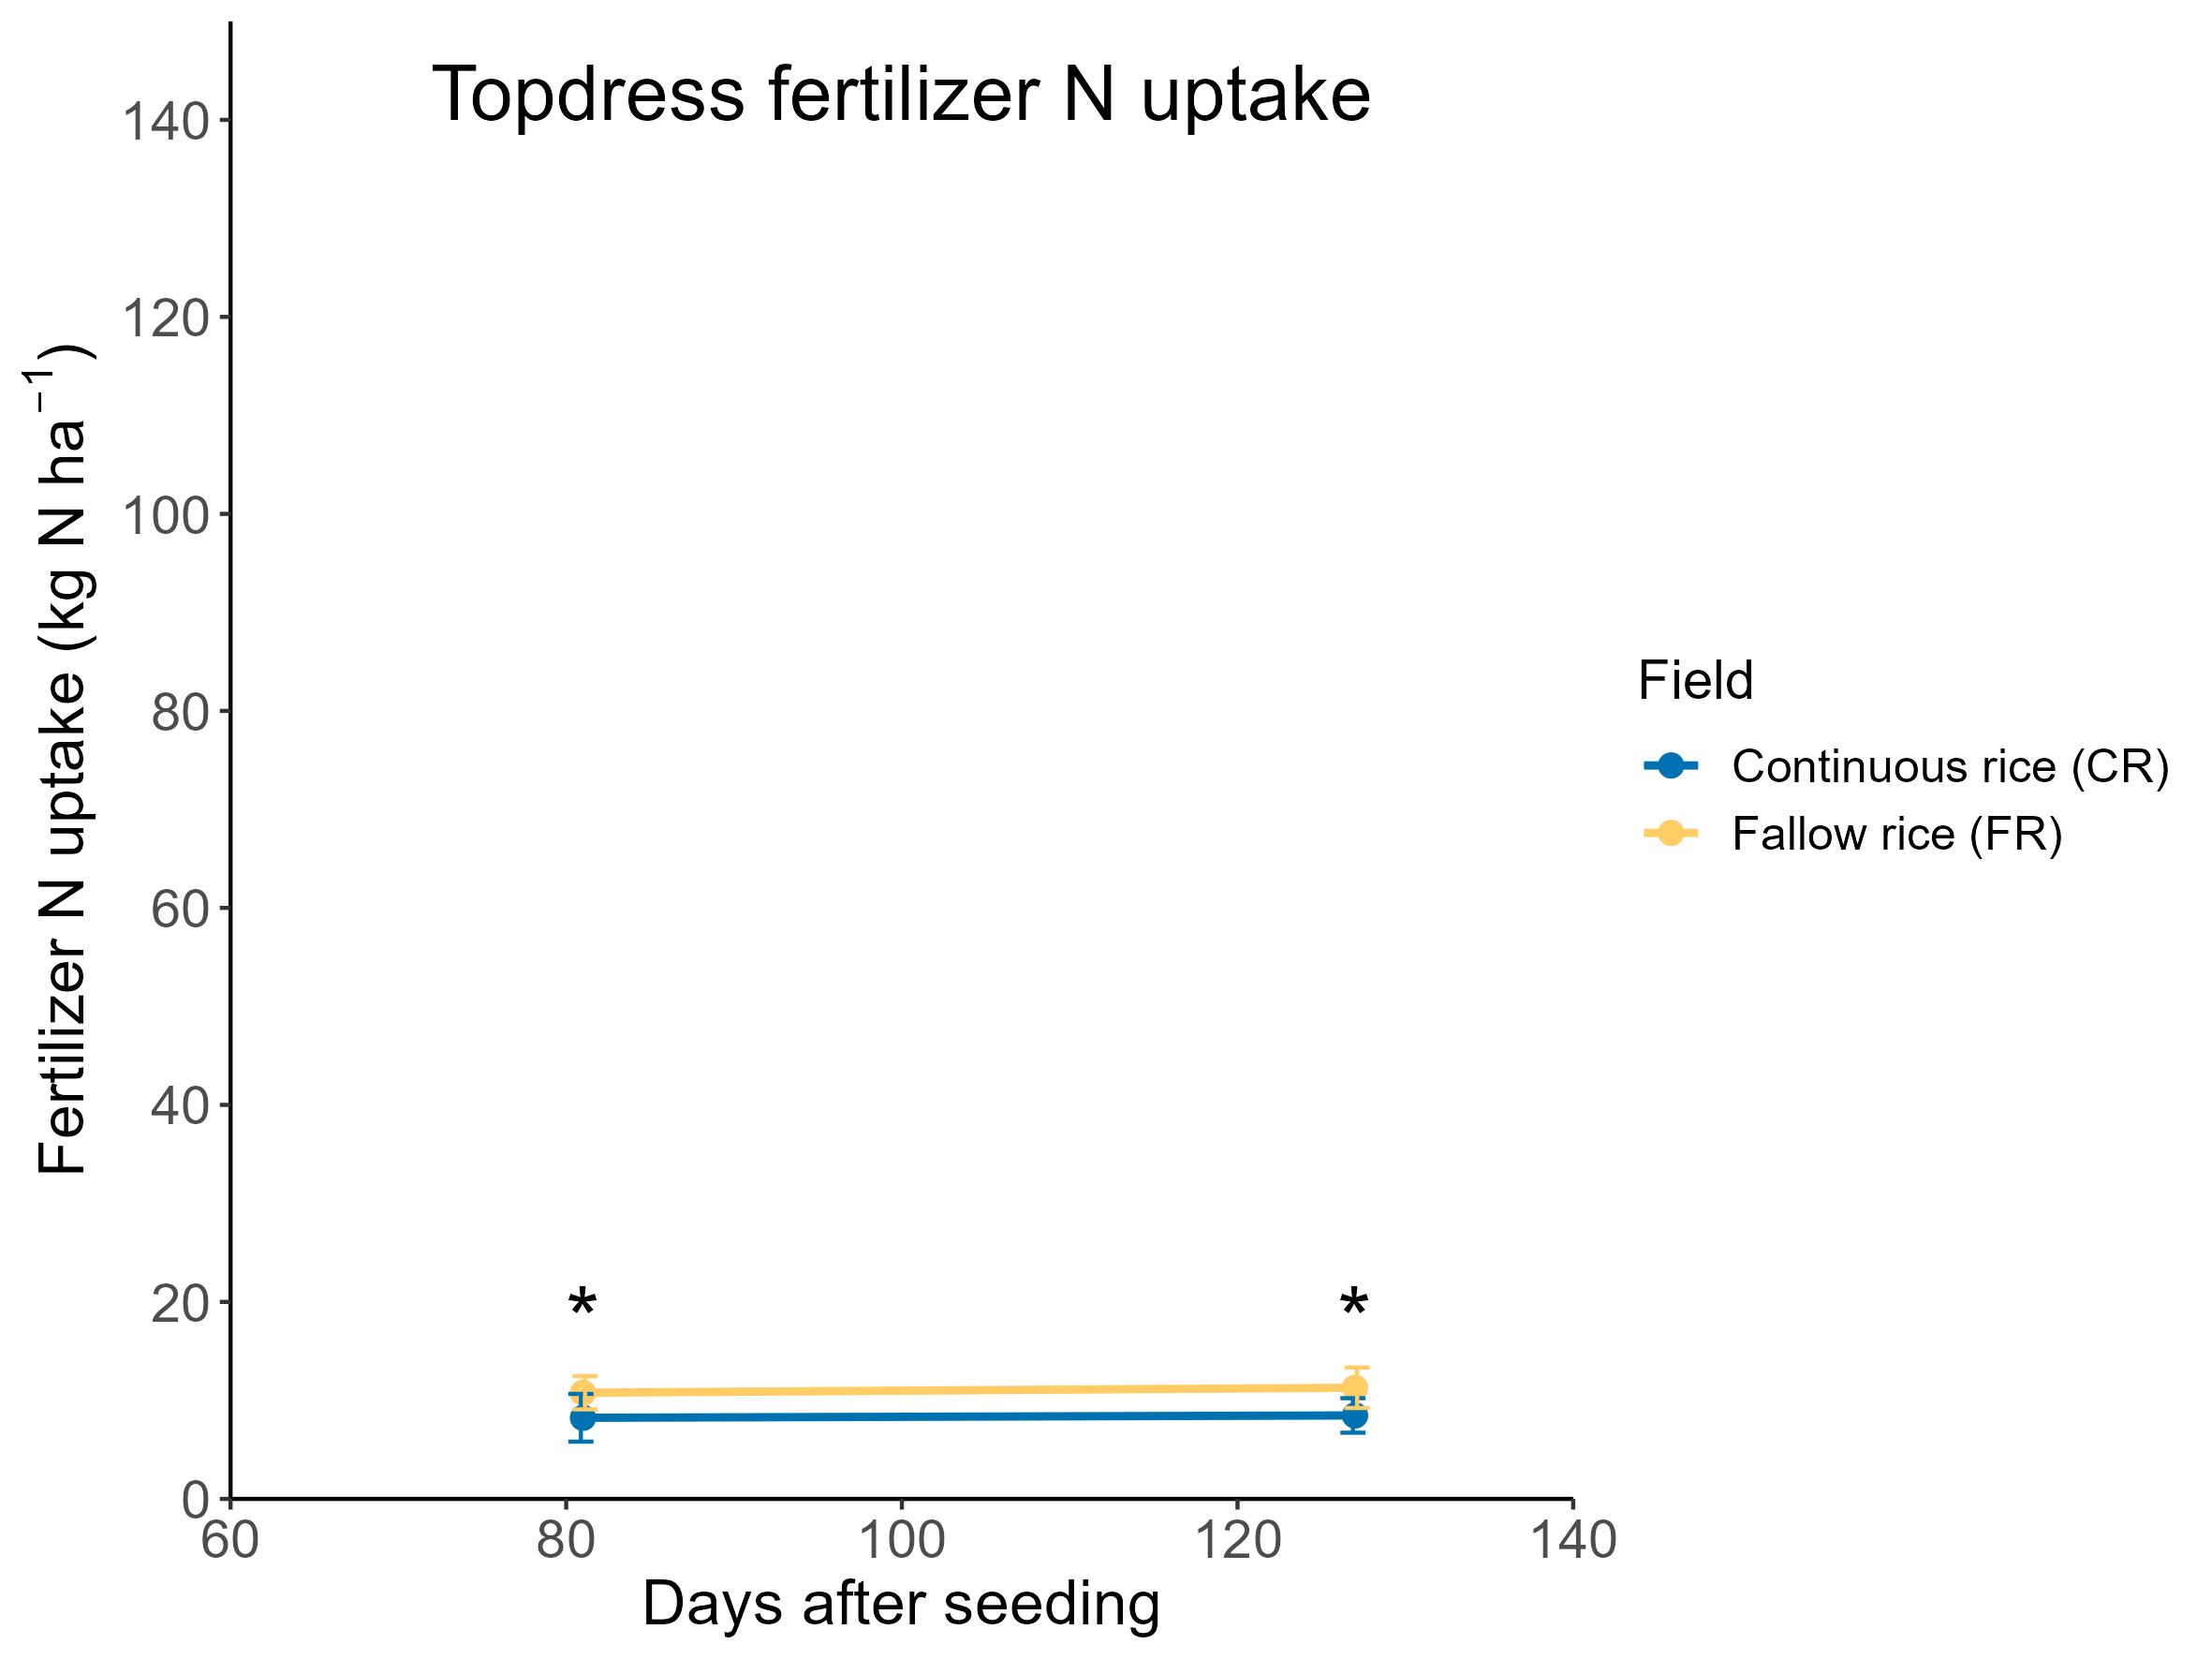 Topdress fertilizer N uptake
Fertilizer N uptake (kg N ha⁻¹)
140
120
100
80
60
40
20
0
* *
60 80 100 120 140
Days after seeding
Field
Continuous rice (CR)
Fallow rice (FR)